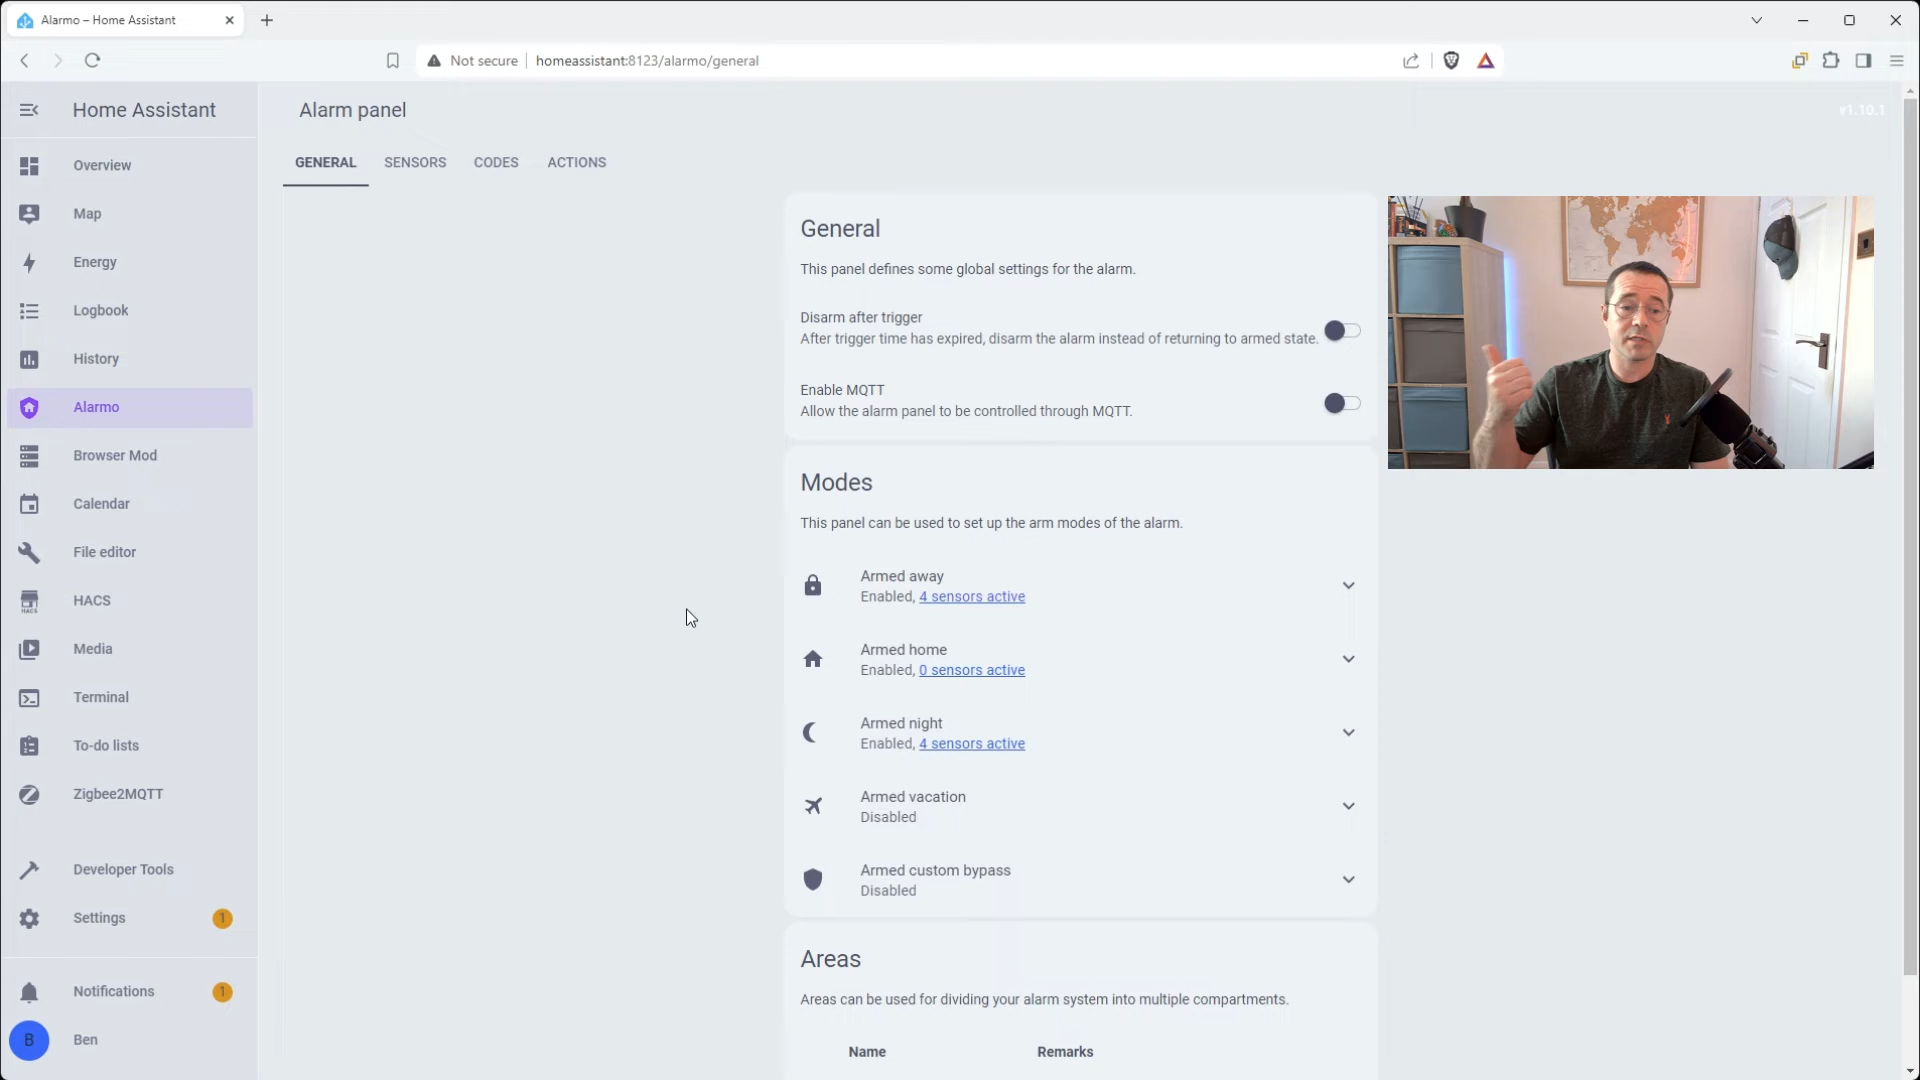 Alarmo – Home Assistant
Not secure
homeassistant:8123/alarmo/general
Home Assistant
Alarm panel
v1.10.1
Overview
Map
Energy
Logbook
History
Alarmo
Browser Mod
Calendar
File editor
HACS
HACS
Media
Terminal
To-do lists
Zigbee2MQTT
Developer Tools
Settings
1
Notifications
1
B
Ben
GENERAL
SENSORS
CODES
ACTIONS
General
This panel defines some global settings for the alarm.
Disarm after trigger
After trigger time has expired, disarm the alarm instead of returning to armed state.
Enable MQTT
Allow the alarm panel to be controlled through MQTT.
Modes
This panel can be used to set up the arm modes of the alarm.
Armed away
Enabled, 4 sensors active
Armed home
Enabled, 0 sensors active
Armed night
Enabled, 4 sensors active
Armed vacation
Disabled
Armed custom bypass
Disabled
Areas
Areas can be used for dividing your alarm system into multiple compartments.
Name Remarks